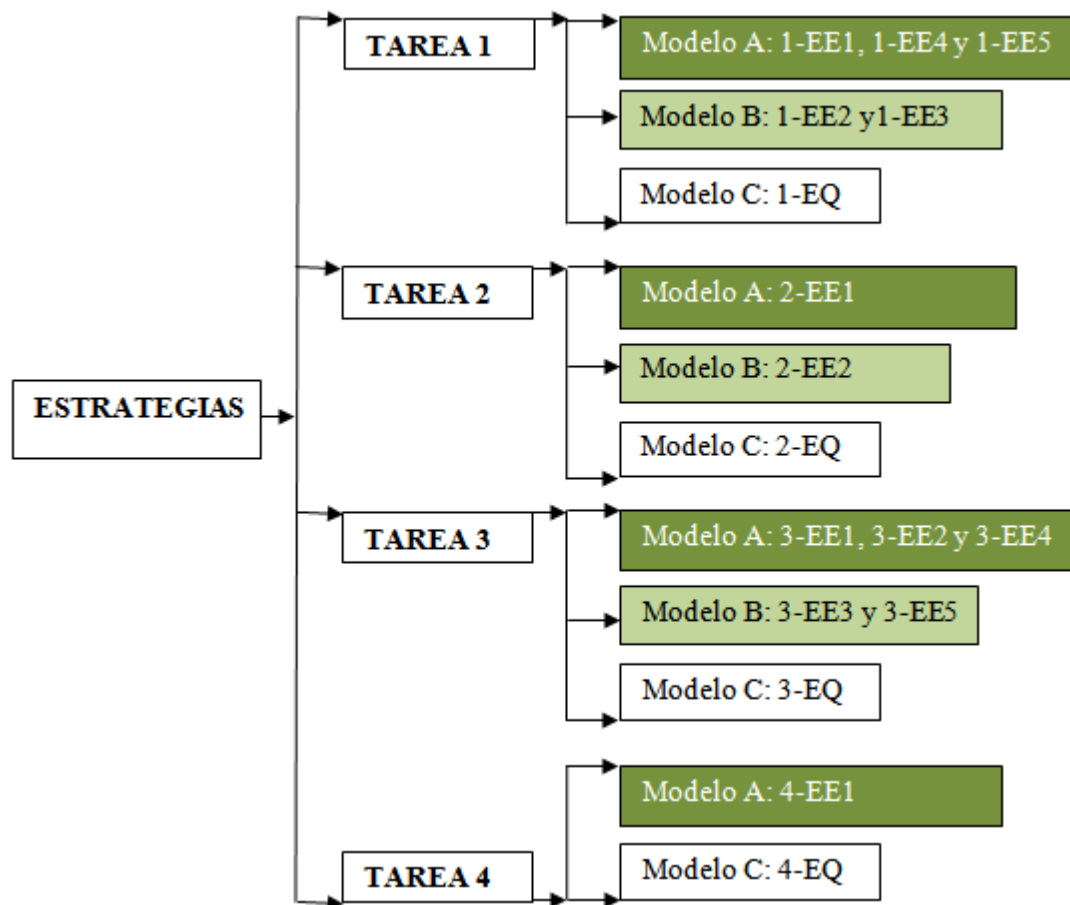 ESTRATEGIAS
TAREA 1
Modelo A: 1-EE1, 1-EE4 y 1-EE5
Modelo B: 1-EE2 y1-EE3
Modelo C: 1-EQ
TAREA 2
Modelo A: 2-EE1
Modelo B: 2-EE2
Modelo C: 2-EQ
TAREA 3
Modelo A: 3-EE1, 3-EE2 y 3-EE4
Modelo B: 3-EE3 y 3-EE5
Modelo C: 3-EQ
TAREA 4
Modelo A: 4-EE1
Modelo C: 4-EQ